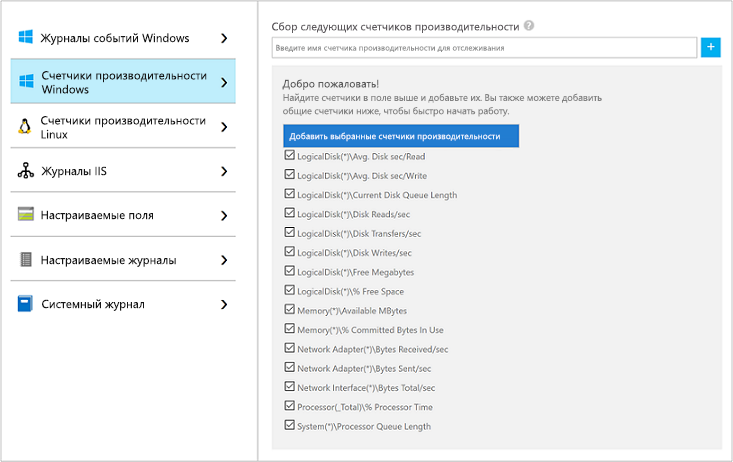 Журналы событий Windows
Счетчики производительности
Windows
Счетчики производительности
Linux
Журналы IIS
Настраиваемые поля
Настраиваемые журналы
Системный журнал
Сбор следующих счетчиков производительности ?
Введите имя счетчика производительности для отслеживания
+
Добро пожаловать!
Найдите счетчики в поле выше и добавьте их. Вы также можете добавить
общие счетчики ниже, чтобы быстро начать работу.
Добавить выбранные счетчики производительности
LogicalDisk(*)\Avg. Disk sec/Read
LogicalDisk(*)\Avg. Disk sec/Write
LogicalDisk(*)\Current Disk Queue Length
LogicalDisk(*)\Disk Reads/sec
LogicalDisk(*)\Disk Transfers/sec
LogicalDisk(*)\Disk Writes/sec
LogicalDisk(*)\Free Megabytes
LogicalDisk(*)\% Free Space
Memory(*)\Available MBytes
Memory(*)\% Committed Bytes In Use
Network Adapter(*)\Bytes Received/sec
Network Adapter(*)\Bytes Sent/sec
Network Interface(*)\Bytes Total/sec
Processor(_Total)\% Processor Time
System(*)\Processor Queue Length